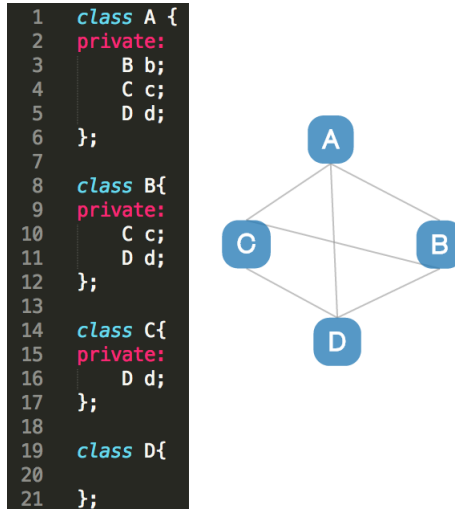 1 class A {
2 private:
3 B b;
4 C c;
5 D d;
6 };
7
8 class B{
9 private:
10 C c;
11 D d;
12 };
13
14 class C{
15 private:
16 D d;
17 };
18
19 class D{
20
21 };
A
C
B
D